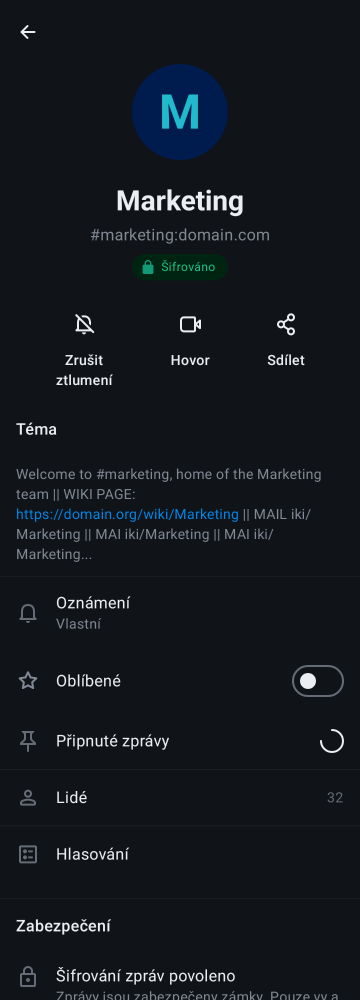 M
Marketing
#marketing:domain.com
Šifrováno
Zrušit
ztlumení
Hovor
Sdílet
Téma
Welcome to #marketing, home of the Marketing
team || WIKI PAGE:
https://domain.org/wiki/Marketing || MAIL iki/
Marketing || MAI iki/Marketing || MAI iki/
Marketing...
Oznámení
Vlastní
Oblíbené
Připnuté zprávy
Lidé
32
Hlasování
Zabezpečení
Šifrování zpráv povoleno
Zprávy jsou zabezpečeny zámky. Pouze vy a